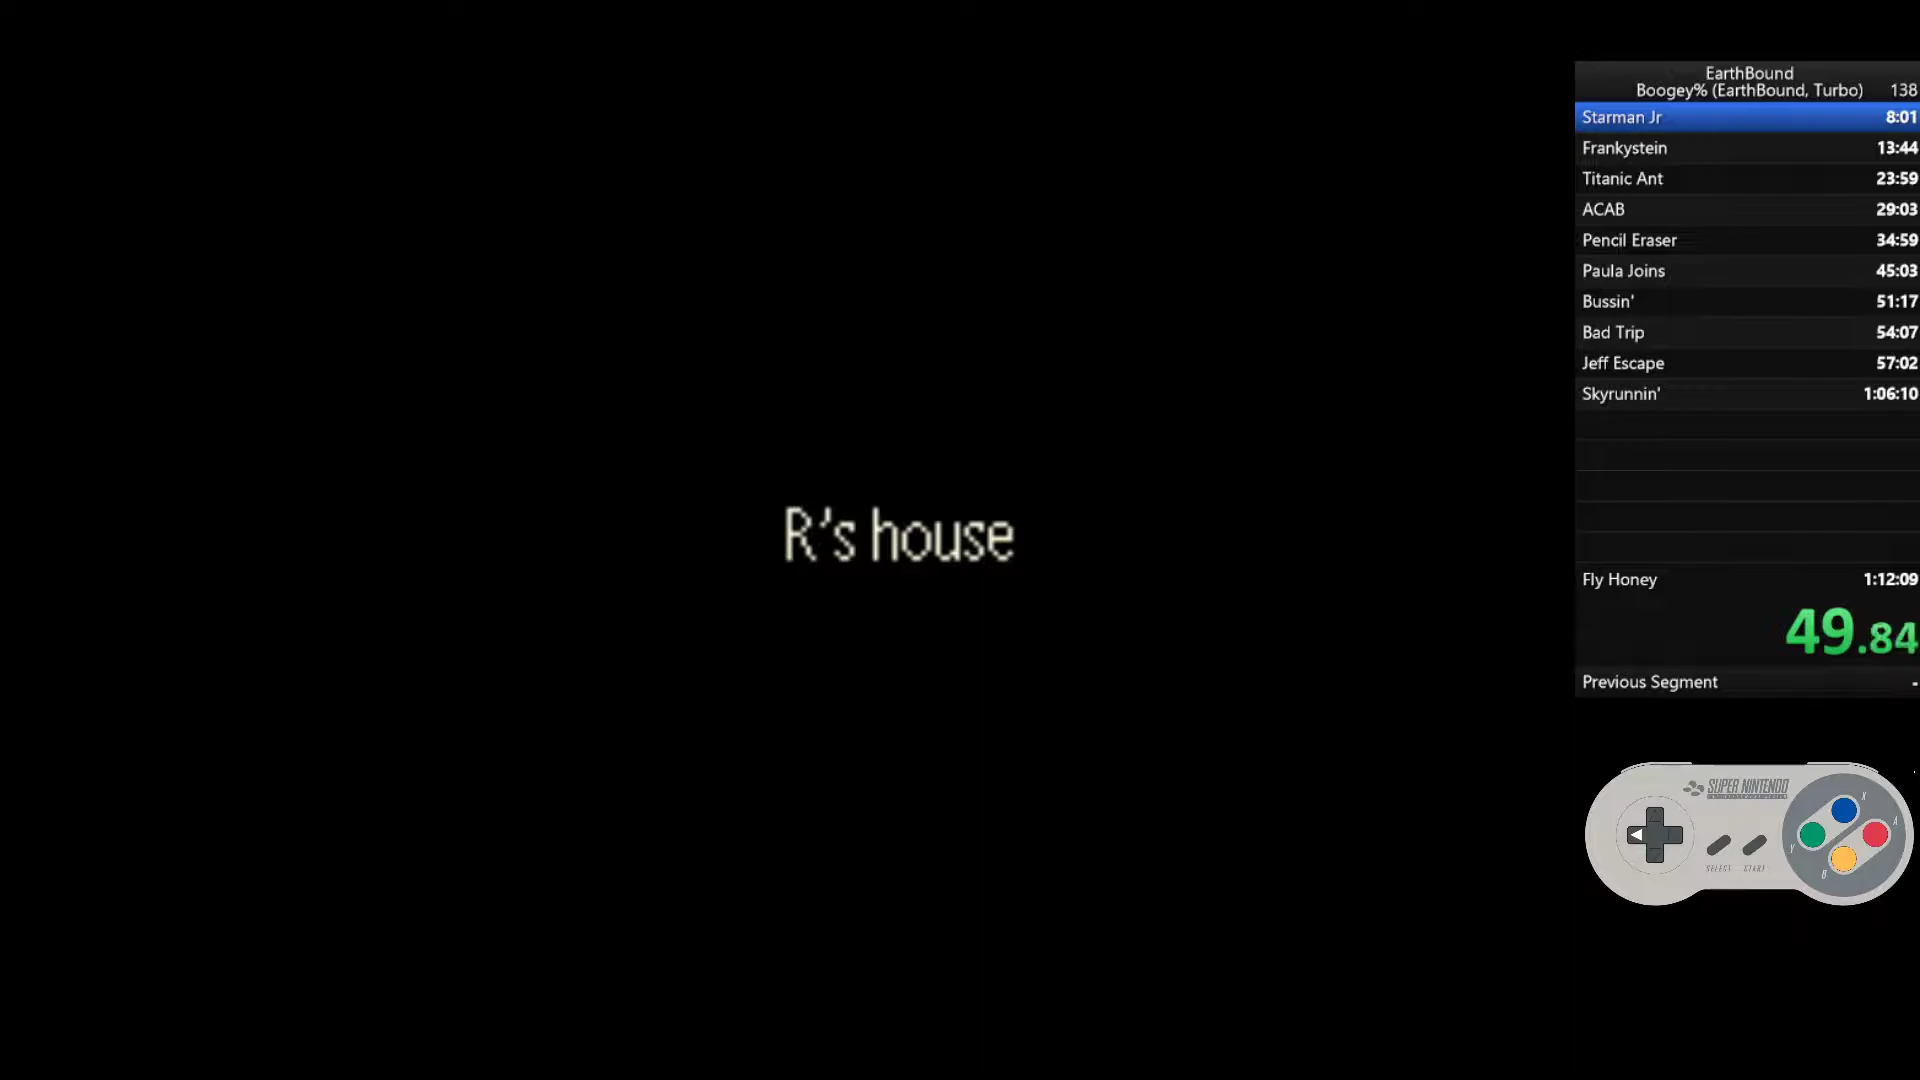 R's house
EarthBound
Boogey% (EarthBound, Turbo) 138
Starman Jr 8:01
Frankystein 13:44
Titanic Ant 23:59
ACAB 29:03
Pencil Eraser 34:59
Paula Joins 45:03
Bussin' 51:17
Bad Trip 54:07
Jeff Escape 57:02
Skyrunnin' 1:06:10
Fly Honey 1:12:09
49.84
Previous Segment -
SUPER NINTENDO
X
A
Y
B
SELECT START